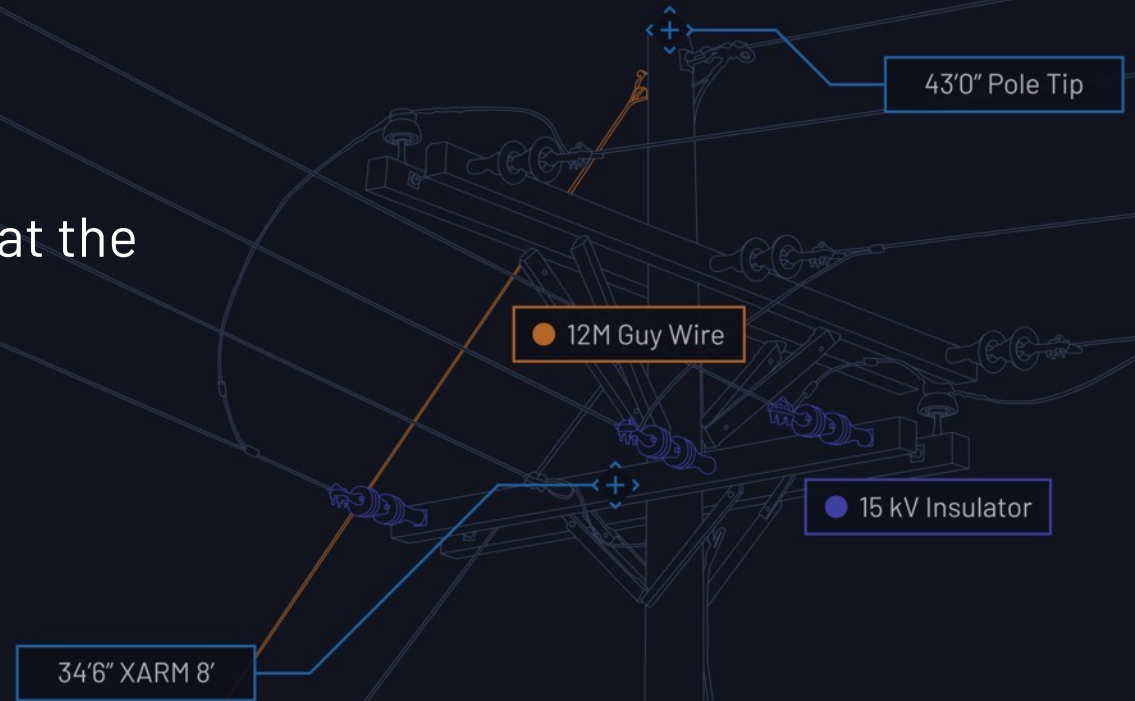 43'0" Pole Tip
at the
12M Guy Wire
15 kV Insulator
34'6" XARM 8'